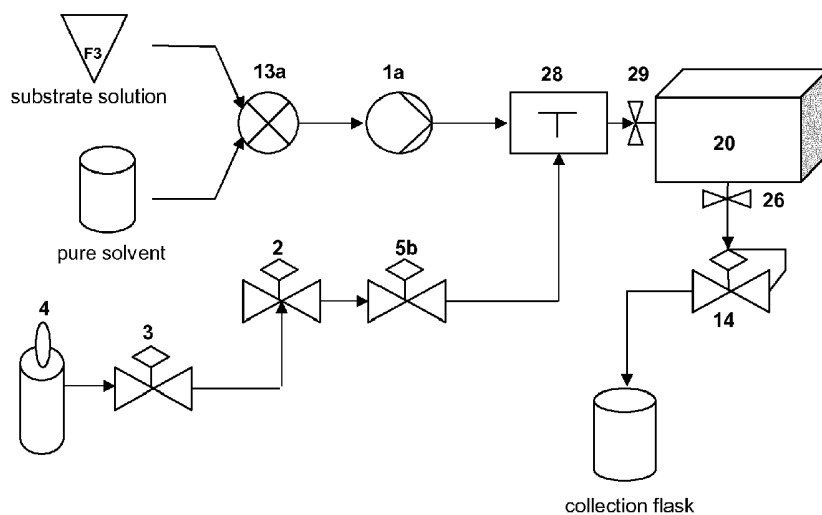 F3
substrate solution
13a
1a
28
29
20
pure solvent
26
2
5b
4
3
14
collection flask